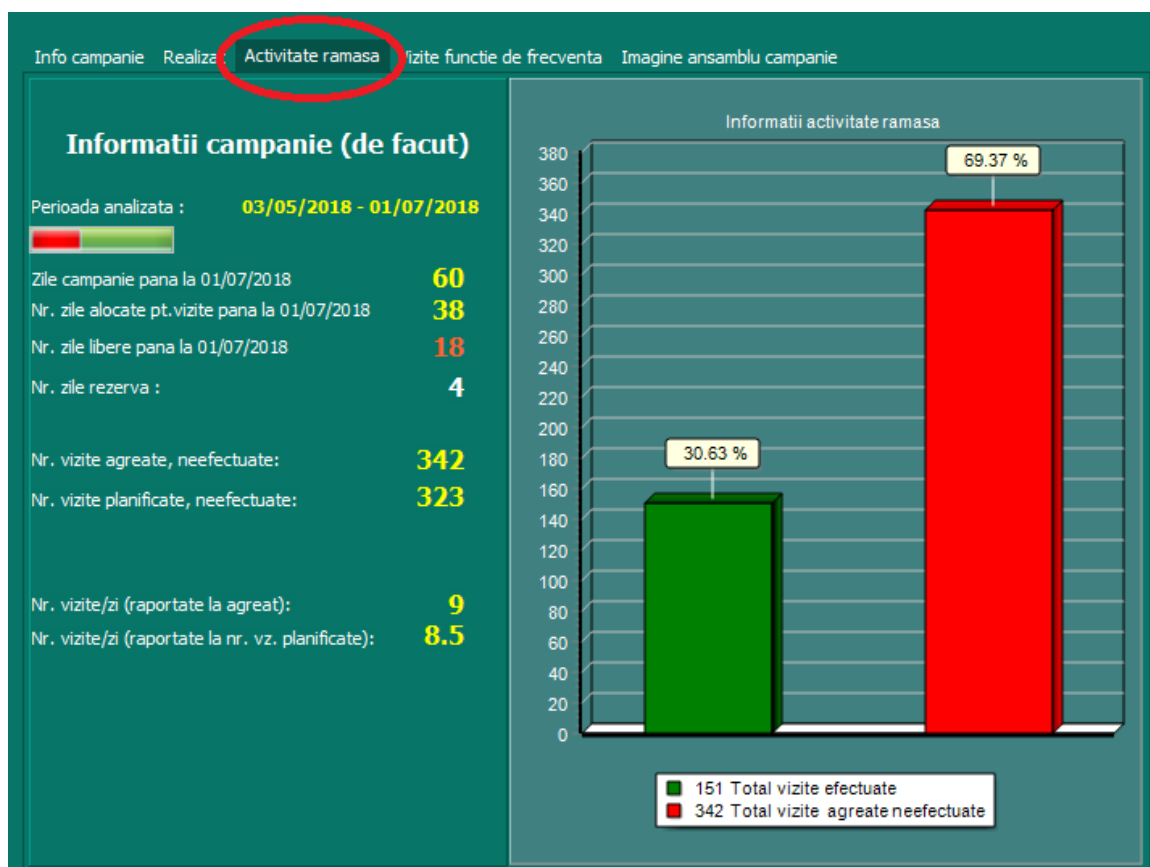 Info campanie Realizat Activitate ramasa Vizite functie de frecventa Imagine ansamblu campanie
Informatii campanie (de facut)
Perioada analizata : 03/05/2018 - 01/07/2018
Zile campanie pana la 01/07/2018 60
Nr. zile alocate pt.vizite pana la 01/07/2018 38
Nr. zile libere pana la 01/07/2018 18
Nr. zile rezerva : 4
Nr. vizite agreate, neefectuate: 342
Nr. vizite planificate, neefectuate: 323
Nr. vizite/zi (raportate la agreat): 9
Nr. vizite/zi (raportate la nr. vz. planificate): 8.5
Informatii activitate ramasa
380
360
340
320
300
280
260
240
220
200
180
160
140
120
100
80
60
40
20
0
69.37 %
30.63 %
151 Total vizite efectuate
342 Total vizite agreate neefectuate